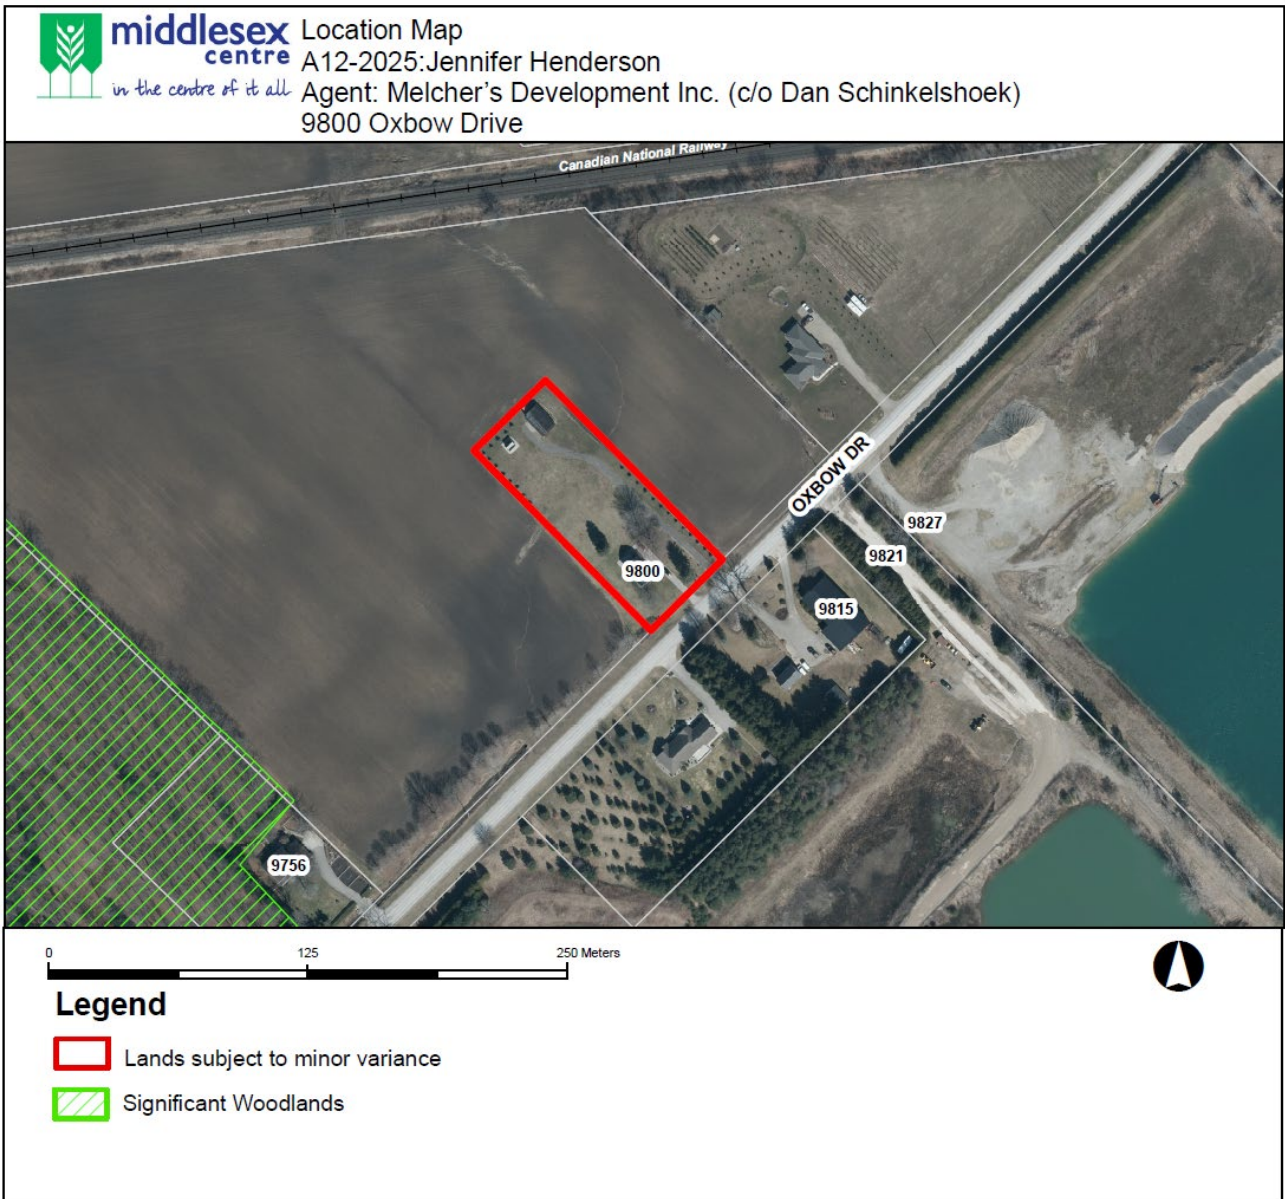 middlesex
centre
in the centre of it all
Location Map
A12-2025:Jennifer Henderson
Agent: Melcher's Development Inc. (c/o Dan Schinkelshoek)
9800 Oxbow Drive
Canadian National Railway
OXBOW DR
9827
9821
9800
9815
9756
0 125 250 Meters
Legend
Lands subject to minor variance
Significant Woodlands